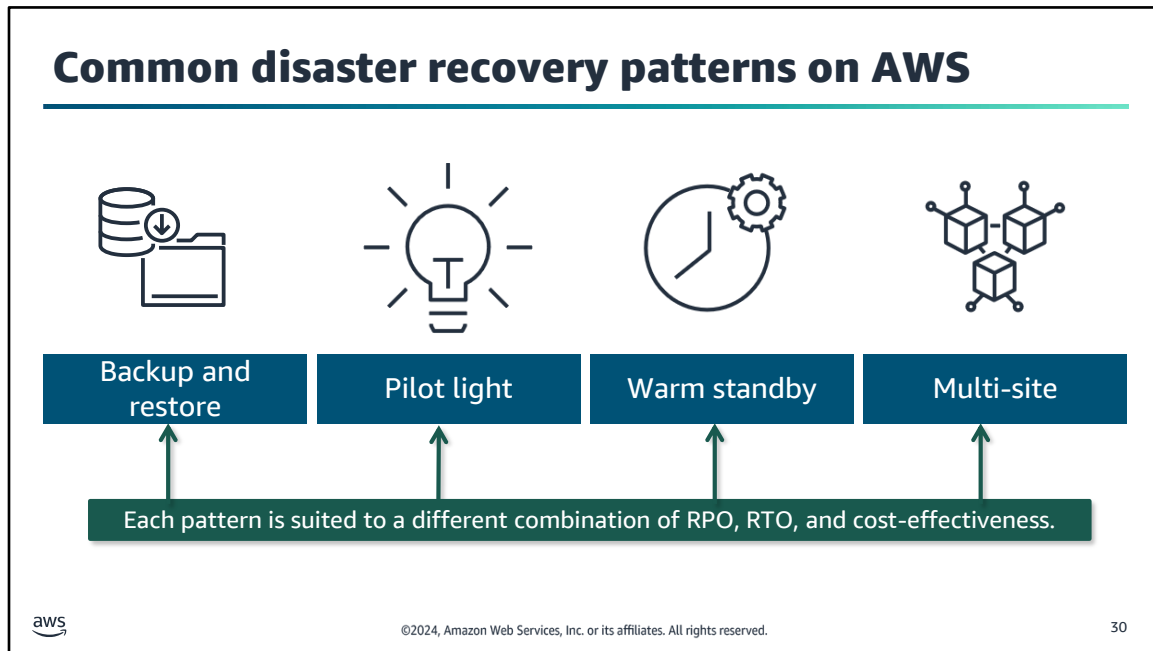 Common disaster recovery patterns on AWS
Backup and
restore
Pilot light
Warm standby
Multi-site
Each pattern is suited to a different combination of RPO, RTO, and cost-effectiveness.
aws
©2024, Amazon Web Services, Inc. or its affiliates. All rights reserved.
30